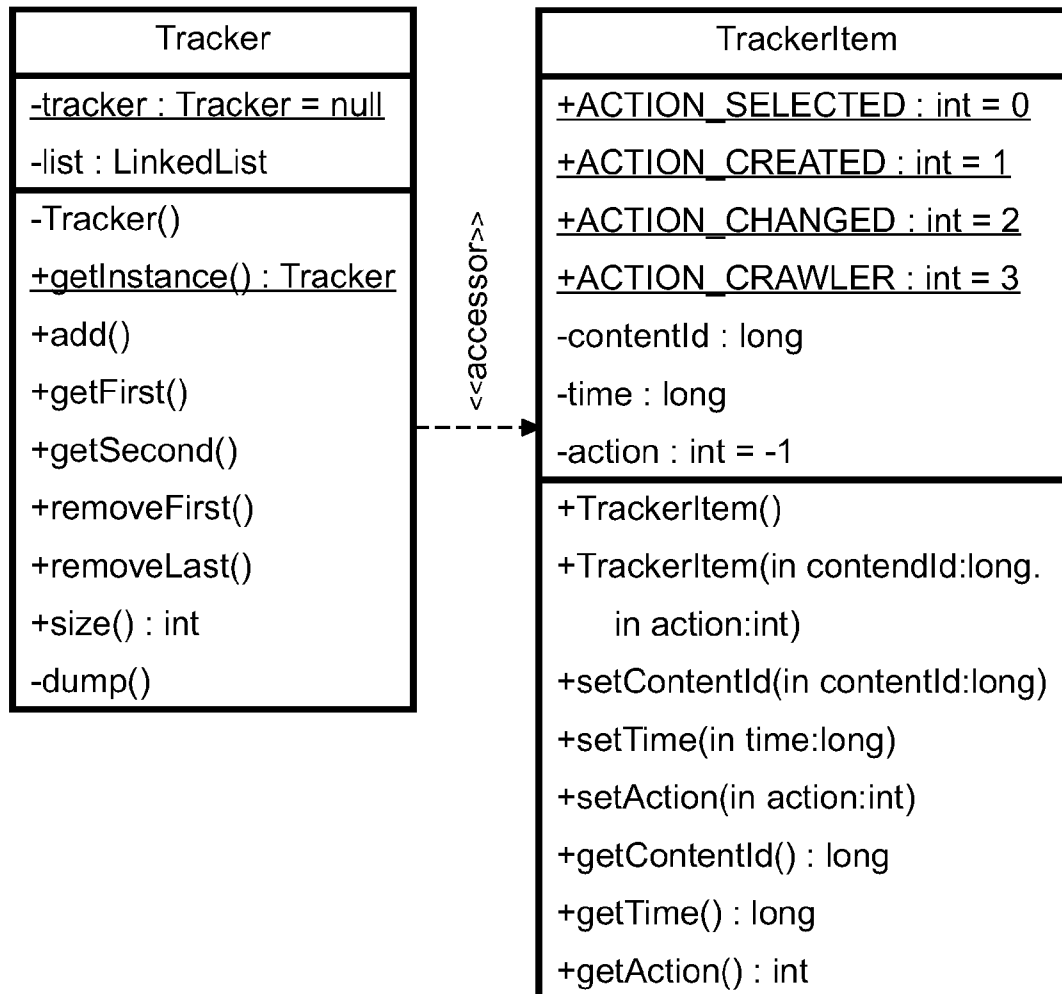 Tracker
-tracker : Tracker = null
-list : LinkedList
-Tracker()
+getInstance() : Tracker
+add()
+getFirst()
+getSecond()
+removeFirst()
+removeLast()
+size() : int
-dump()
<<accessor>>
TrackerItem
+ACTION_SELECTED : int = 0
+ACTION_CREATED : int = 1
+ACTION_CHANGED : int = 2
+ACTION_CRAWLER : int = 3
-contentId : long
-time : long
-action : int = -1
+TrackerItem()
+TrackerItem(in contendId:long.
in action:int)
+setContentId(in contentId:long)
+setTime(in time:long)
+setAction(in action:int)
+getContentId() : long
+getTime() : long
+getAction() : int